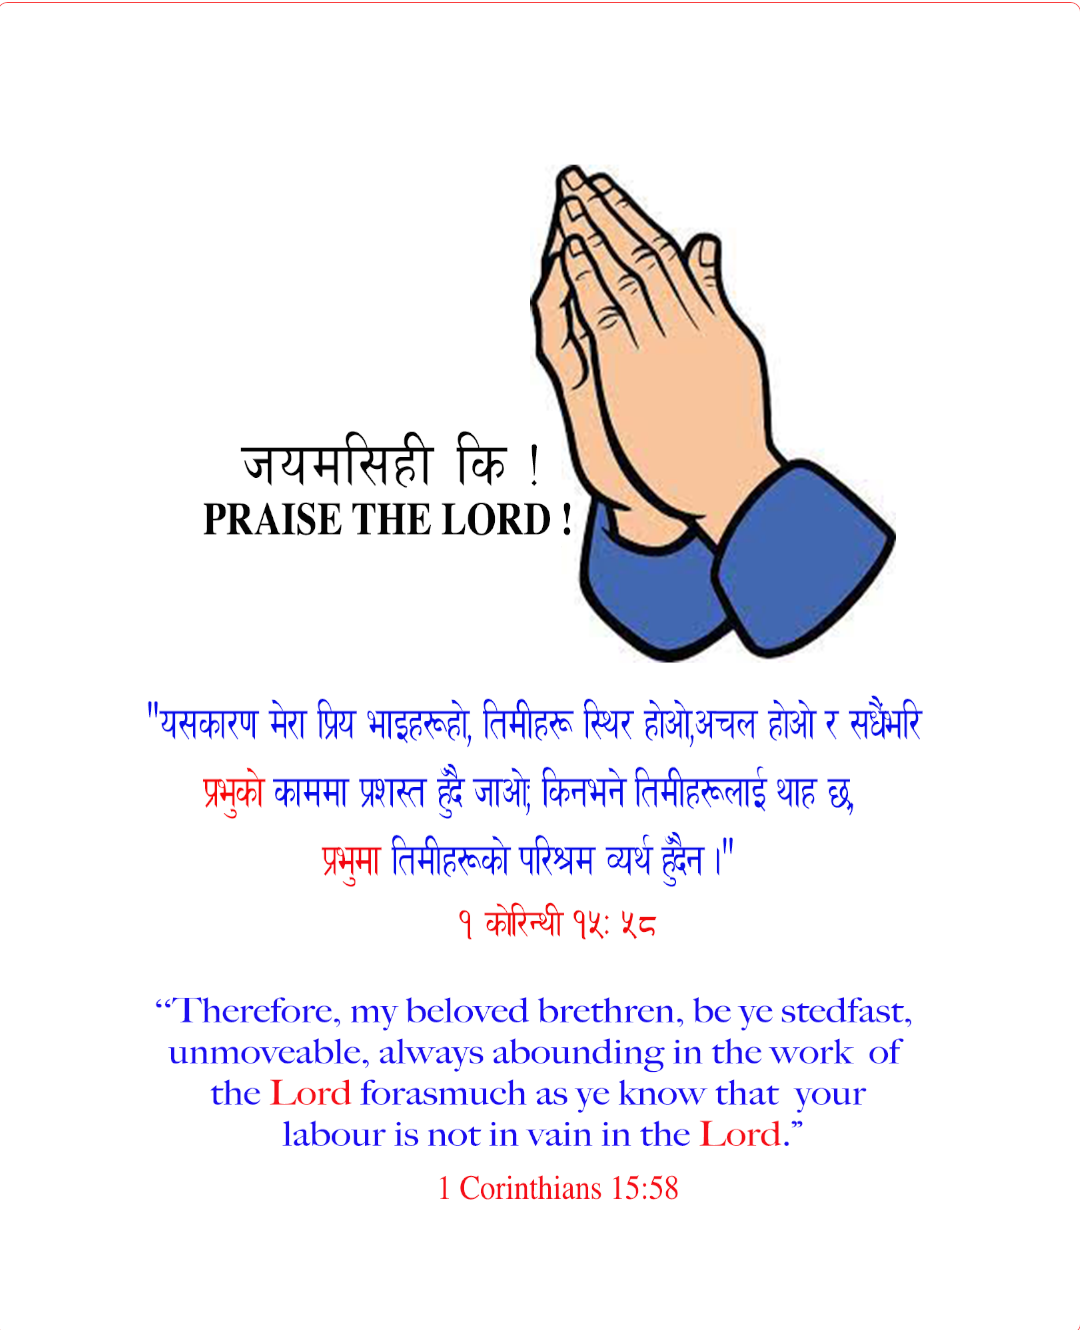 जयमसिही कि !
PRAISE THE LORD !
"यसकारण मेरा प्रिय भाइहरूहो, तिमीहरू स्थिर होओ,अचल होओ र सधैंभरि
प्रभुको काममा प्रशस्त हुँदै जाओ; किनभने तिमीहरूलाई थाह छ,
प्रभुमा तिमीहरूको परिश्रम व्यर्थ हुँदैन ।"
१ कोरिन्थी १५: ५८
“Therefore, my beloved brethren, be ye stedfast,
unmoveable, always abounding in the work of
the Lord forasmuch as ye know that your
labour is not in vain in the Lord.”
1 Corinthians 15:58